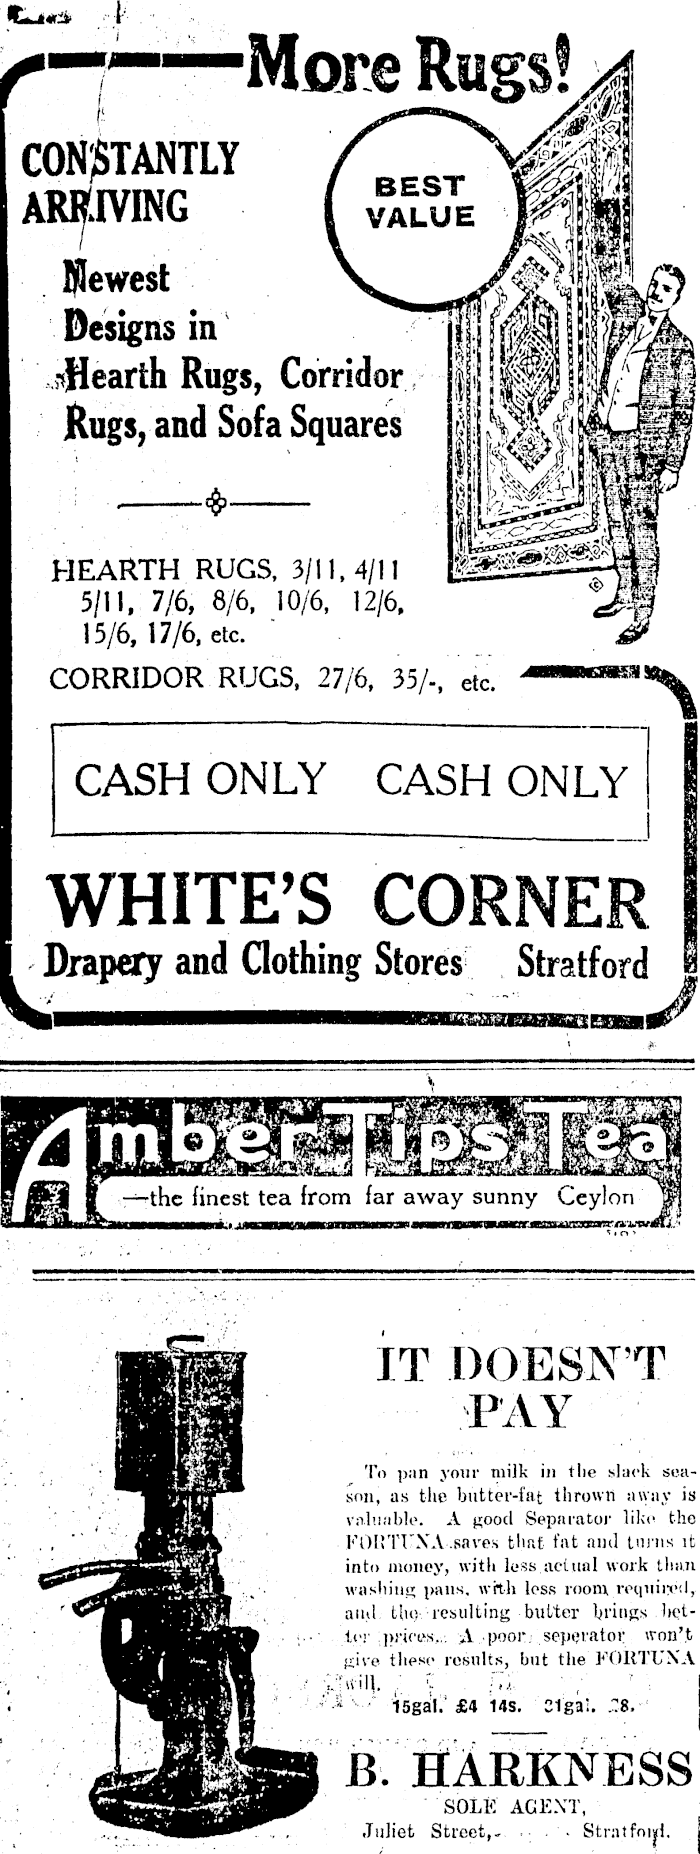 More Rugs!
CONSTANTLY
ARRIVING
BEST
VALUE
Newest
Designs in
Hearth Rugs, Corridor
Rugs, and Sofa Squares
HEARTH RUGS, 3/11, 4/11
5/11, 7/6, 8/6, 10/6, 12/6,
15/6, 17/6, etc.
CORRIDOR RUGS, 27/6, 35/-, etc.
CASH ONLY CASH ONLY
WHITE'S CORNER
Drapery and Clothing Stores Stratford
Amber Tips Tea
—the finest tea from far away sunny Ceylon
IT DOESN'T
PAY
To pan your milk in the slack sea-
son, as the butter-fat thrown away is
valuable. A good Separator like the
FORTUNA saves that fat and turns it
into money, with less actual work than
washing pans, with less room required,
and the resulting butter brings bet-
ter prices. A poor seperator won't
give these results, but the FORTUNA
will.
15gal. £4 14s. 21gal. £8.
B. HARKNESS
SOLE AGENT,
Juliet Street, Stratford.